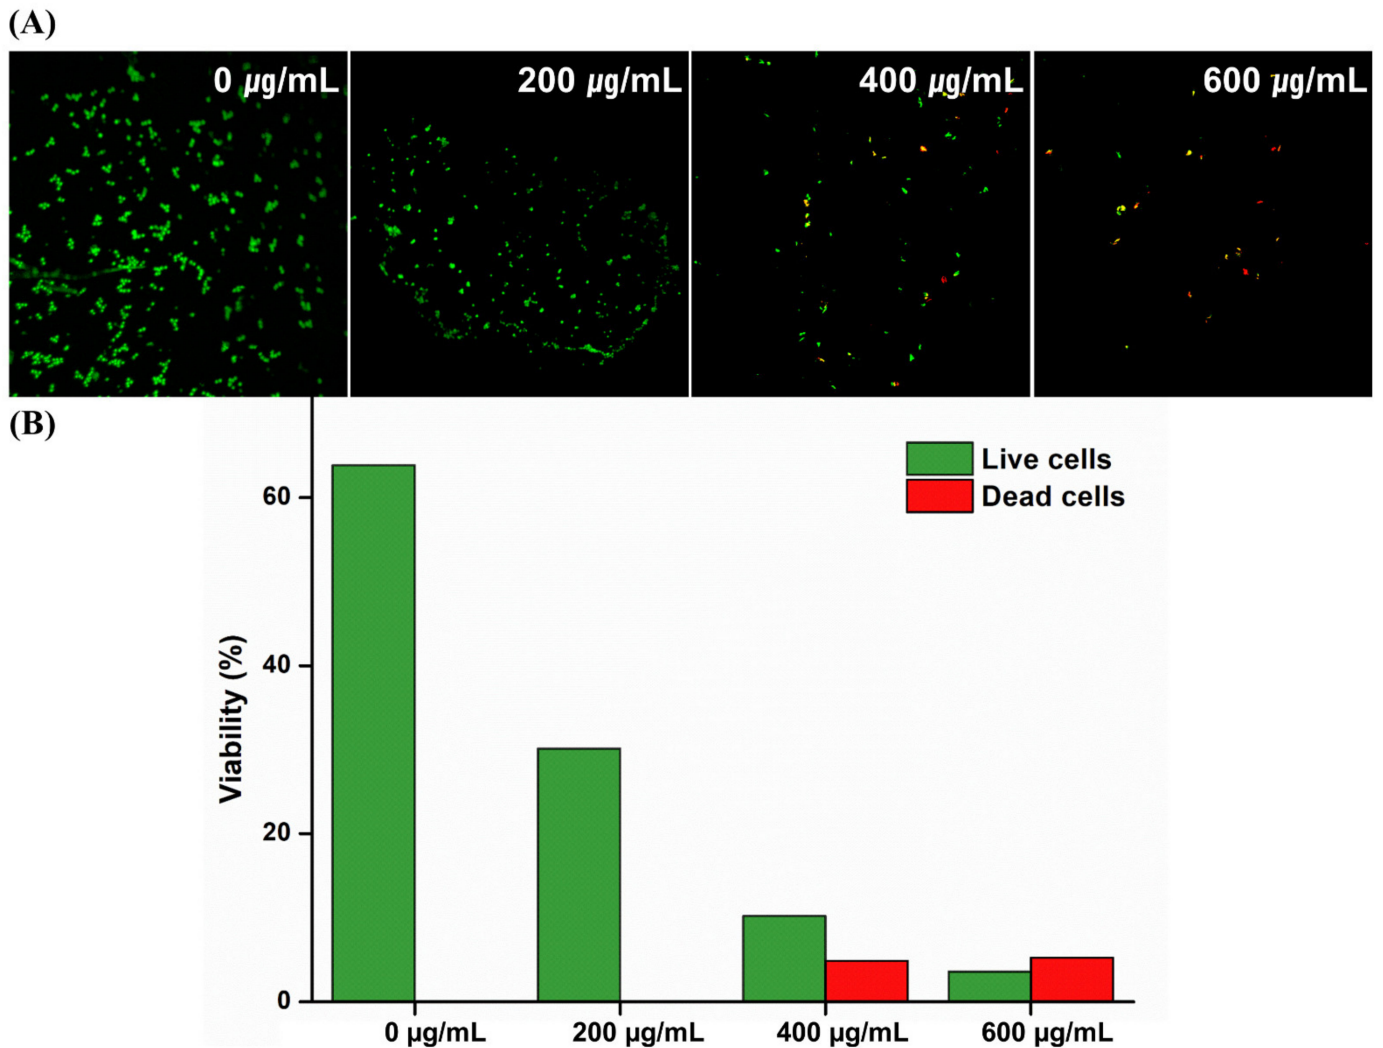 (A)
0 µg/mL
200 µg/mL
400 µg/mL
600 µg/mL
(B)
Live cells
Dead cells
Viability (%)
60
40
20
0
0 µg/mL
200 µg/mL
400 µg/mL
600 µg/mL